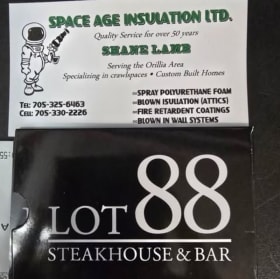 SPACE AGE INSULATION LTD.
Quality Service for over 50 years
SHANE LAMB
Serving the Orillia Area
Specializing in crawlspaces • Custom Built Homes
TEL: 705-325-6463
CELL: 705-330-2226
SPRAY POLYURETHANE FOAM
BLOWN ISULATION (ATTICS)
FIRE RETARDENT COATINGS
BLOWN IN WALL SYSTEMS
LOT 88
STEAKHOUSE & BAR